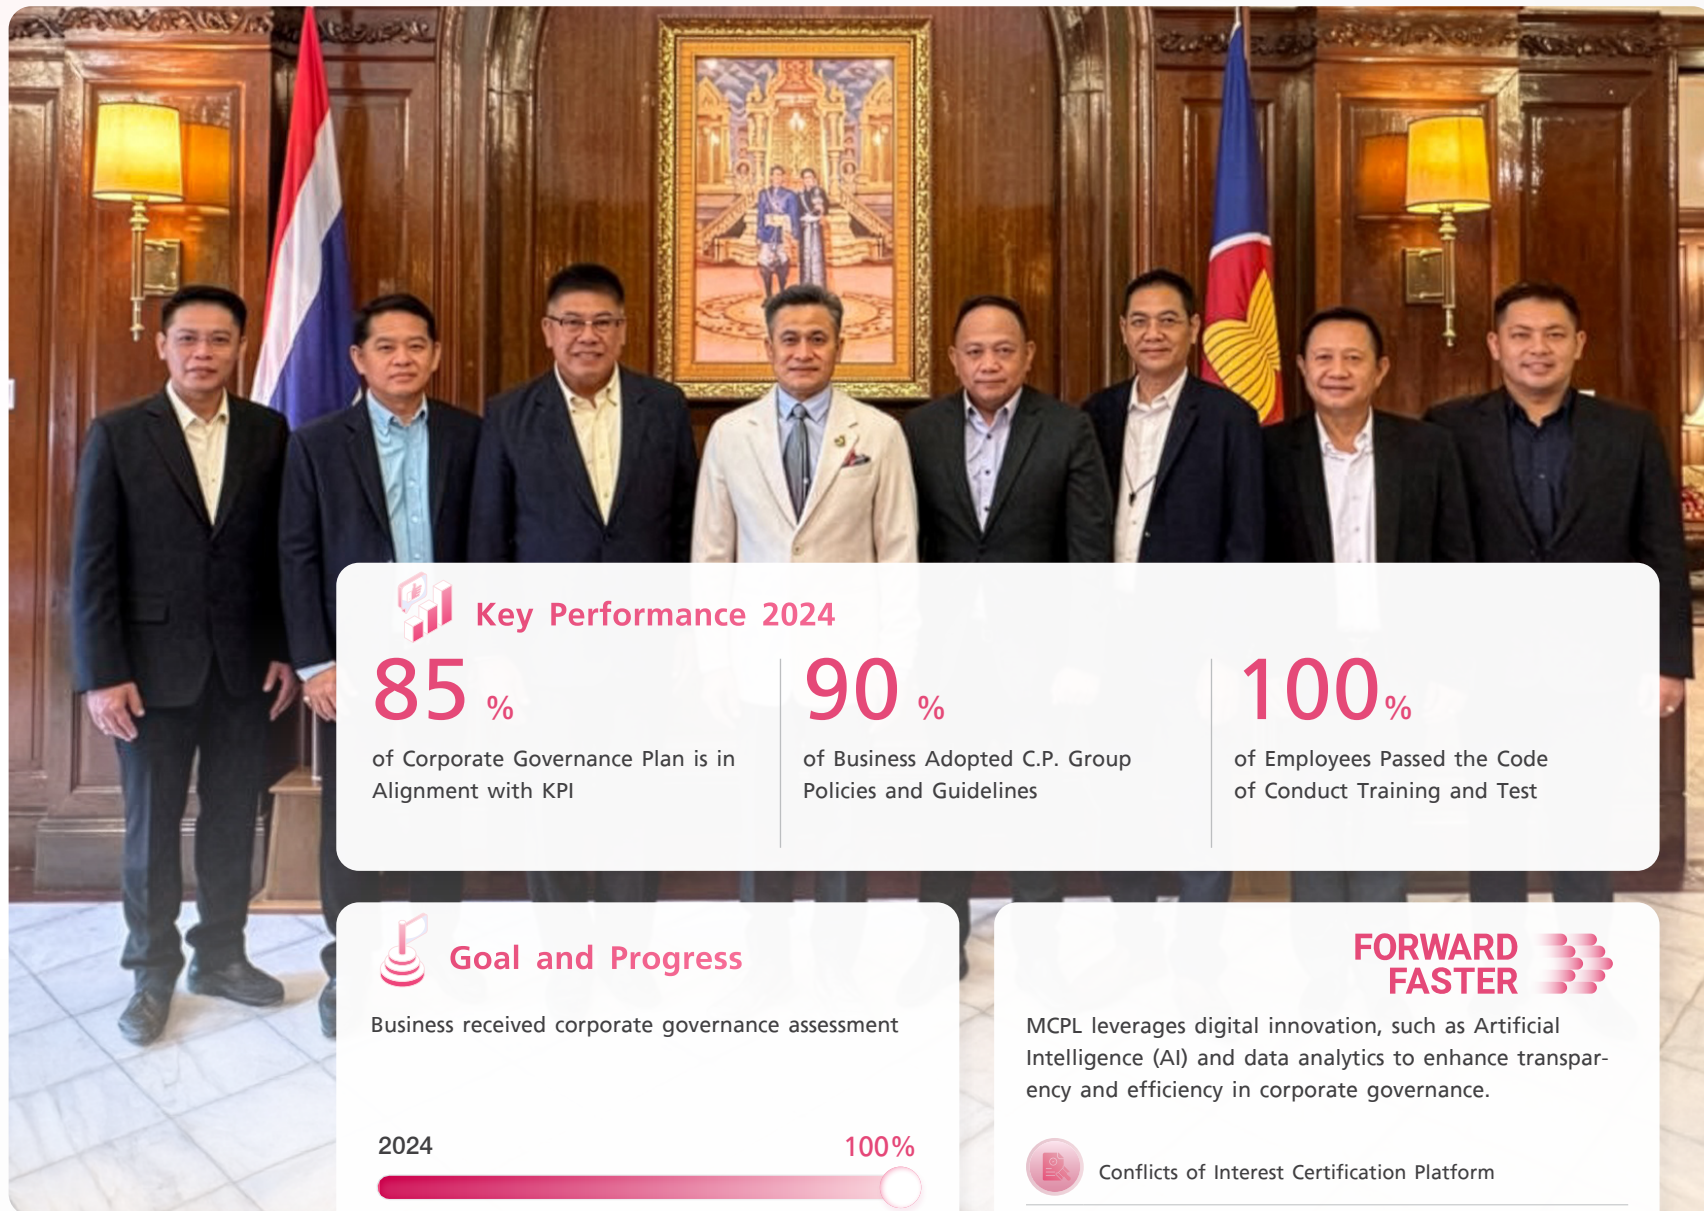 Key Performance 2024
85 %
of Corporate Governance Plan is in
Alignment with KPI
90 %
of Business Adopted C.P. Group
Policies and Guidelines
100%
of Employees Passed the Code
of Conduct Training and Test
Goal and Progress
Business received corporate governance assessment
2024
100%
FORWARD
FASTER
MCPL leverages digital innovation, such as Artificial
Intelligence (AI) and data analytics to enhance transpar-
ency and efficiency in corporate governance.
Conflicts of Interest Certification Platform